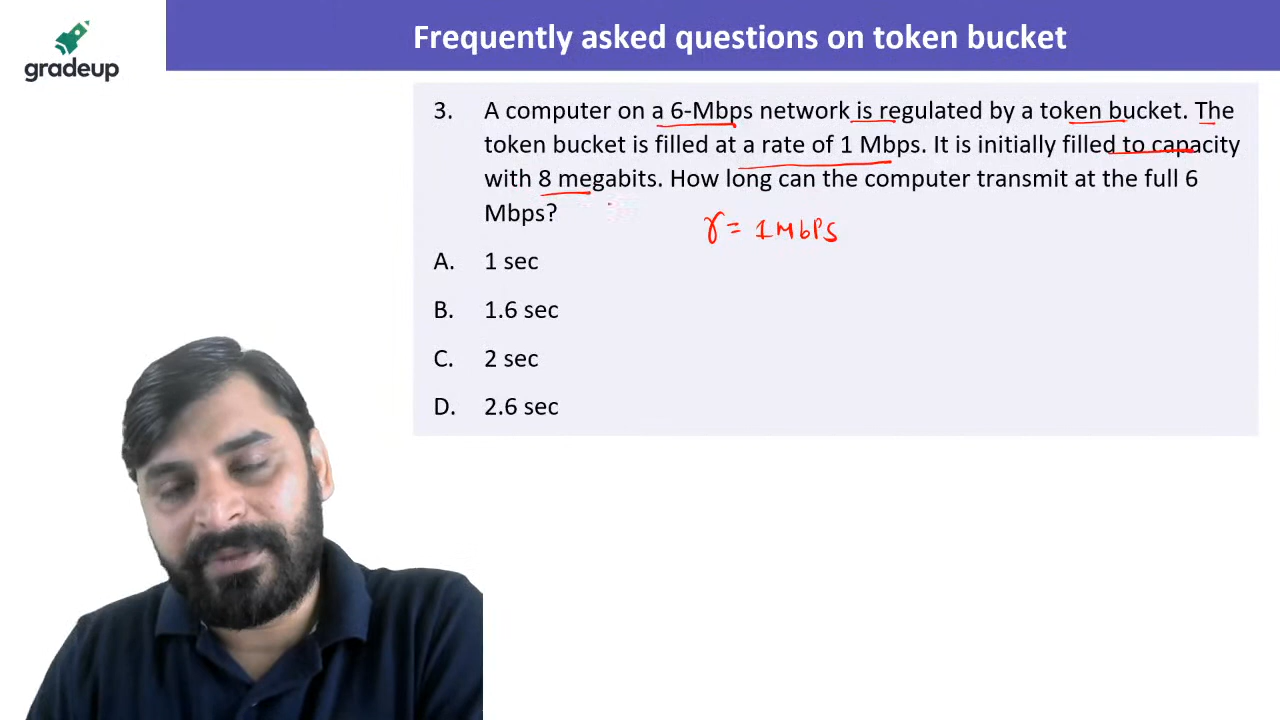 Frequently asked questions on token bucket
gradeup
3. A computer on a 6-Mbps network is regulated by a token bucket. The
token bucket is filled at a rate of 1 Mbps. It is initially filled to capacity
with 8 megabits. How long can the computer transmit at the full 6
Mbps?
r = 1 MbPS
A. 1 sec
B. 1.6 sec
C. 2 sec
D. 2.6 sec